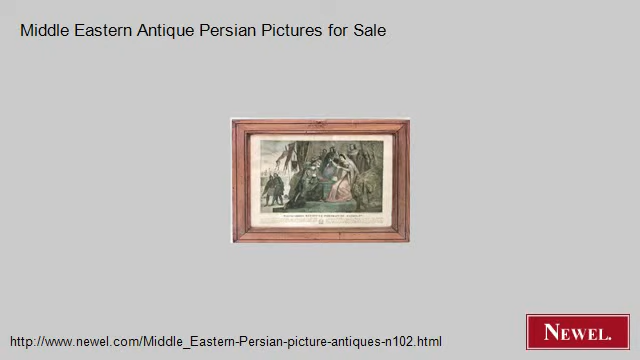 Middle Eastern Antique Persian Pictures for Sale
http://www.newel.com/Middle_Eastern-Persian-picture-antiques-n102.html
NEWEL.